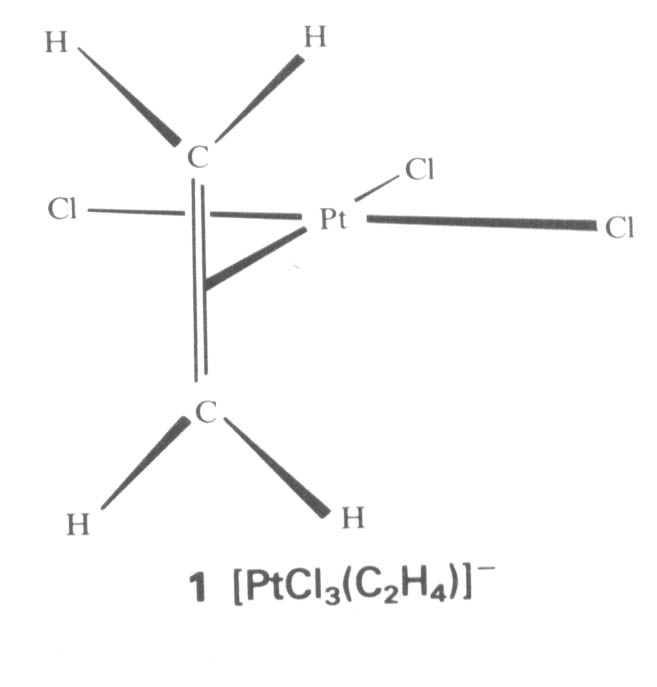 H H
C
Cl Cl
Pt Cl
C
H H
1 [PtCl₃(C₂H₄)]⁻